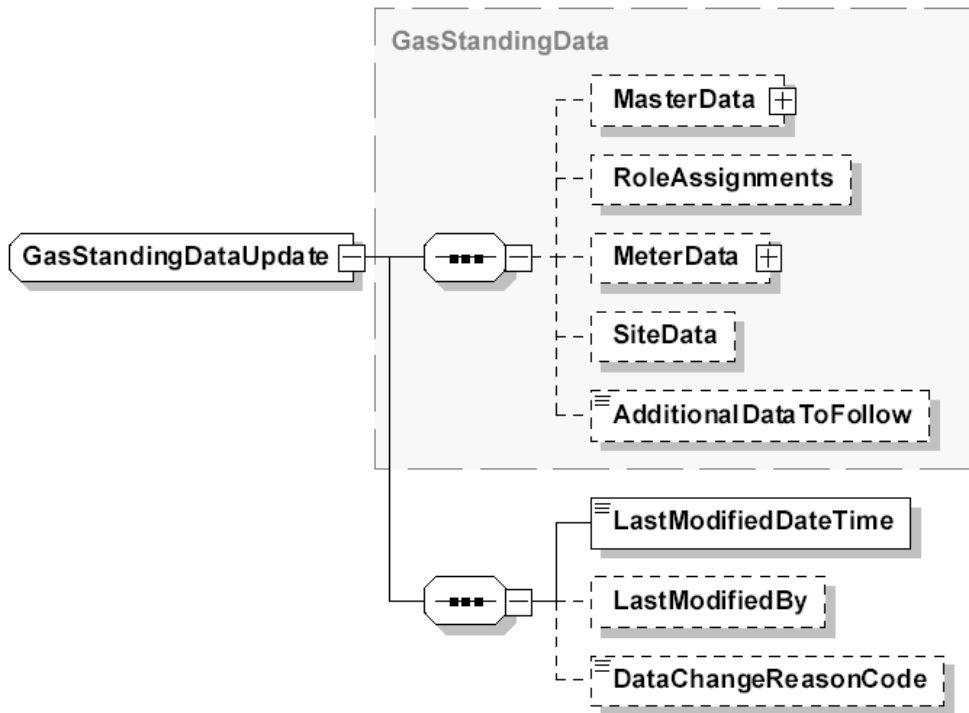 GasStandingData
MasterData
RoleAssignments
GasStandingDataUpdate
MeterData
SiteData
AdditionalDataToFollow
LastModifiedDateTime
LastModifiedBy
DataChangeReasonCode